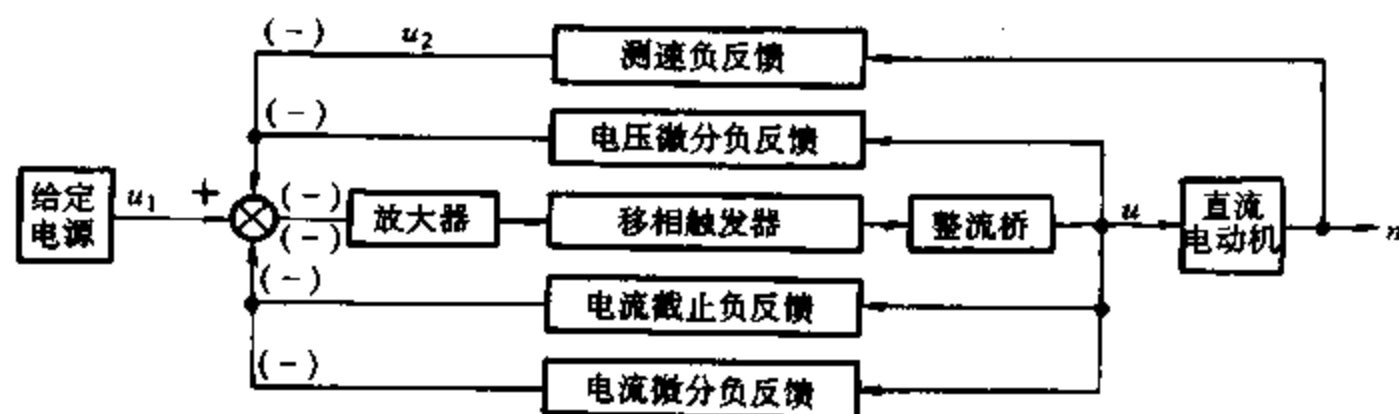 (-) u2 测速负反馈
(-) 电压微分负反馈
给定电源 u1 + (-) 放大器 移相触发器 整流桥 u 直流电动机 n
(-)
(-) 电流截止负反馈
(-) 电流微分负反馈